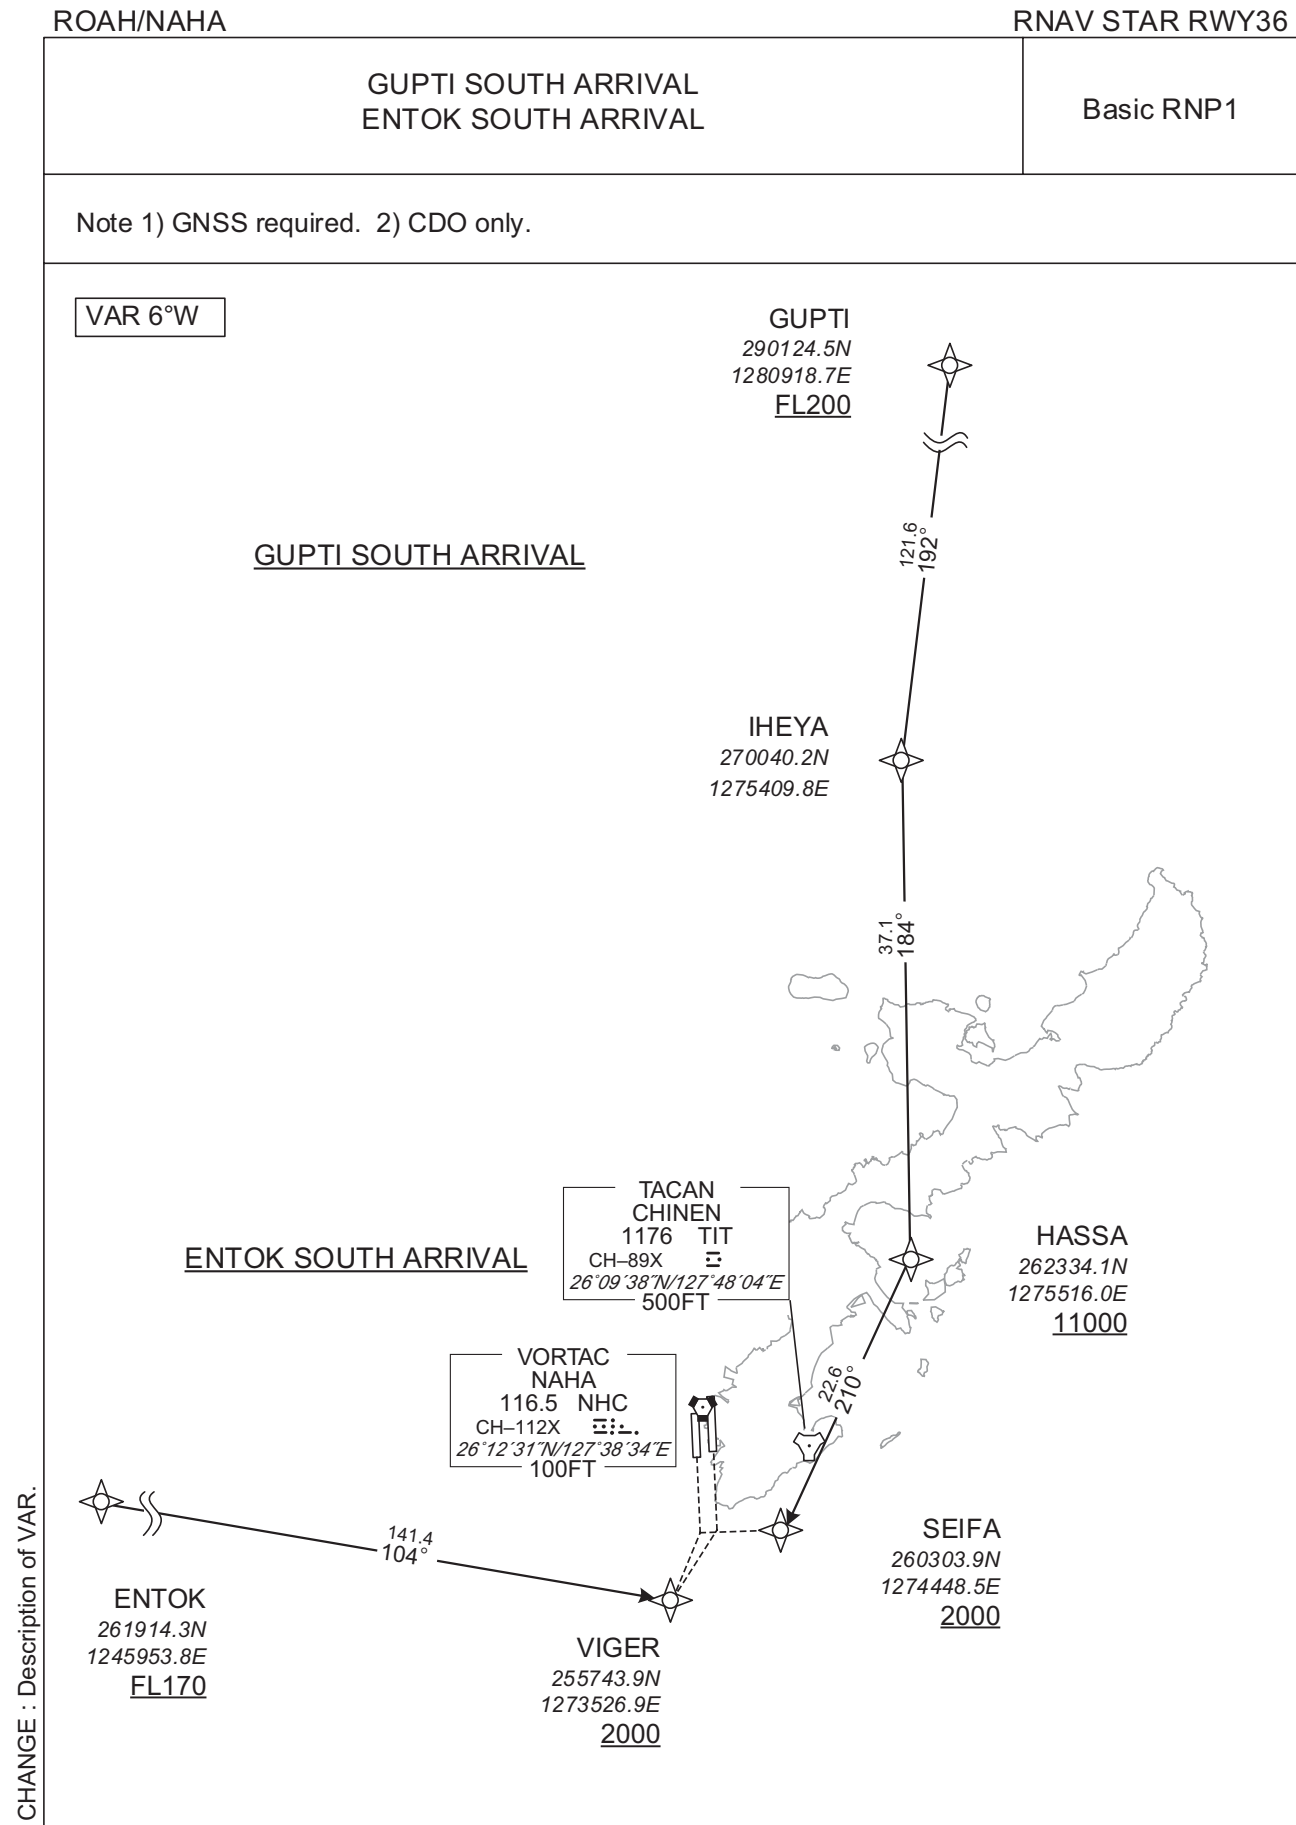 ROAH/NAHA
RNAV STAR RWY36
GUPTI SOUTH ARRIVAL
ENTOK SOUTH ARRIVAL
Basic RNP1
Note 1) GNSS required.  2) CDO only.
VAR 6°W
GUPTI
290124.5N
1280918.7E
FL200
121.6
192°
GUPTI SOUTH ARRIVAL
IHEYA
270040.2N
1275409.8E
37.1
184°
TACAN
CHINEN
1176 TIT
CH–89X
26°09´38˝N/127°48´04˝E
500FT
ENTOK SOUTH ARRIVAL
HASSA
262334.1N
1275516.0E
11000
VORTAC
NAHA
116.5 NHC
CH–112X
26°12´31˝N/127°38´34˝E
100FT
22.6
210°
141.4
104°
SEIFA
260303.9N
1274448.5E
2000
ENTOK
261914.3N
1245953.8E
FL170
VIGER
255743.9N
1273526.9E
2000
CHANGE : Description of VAR.